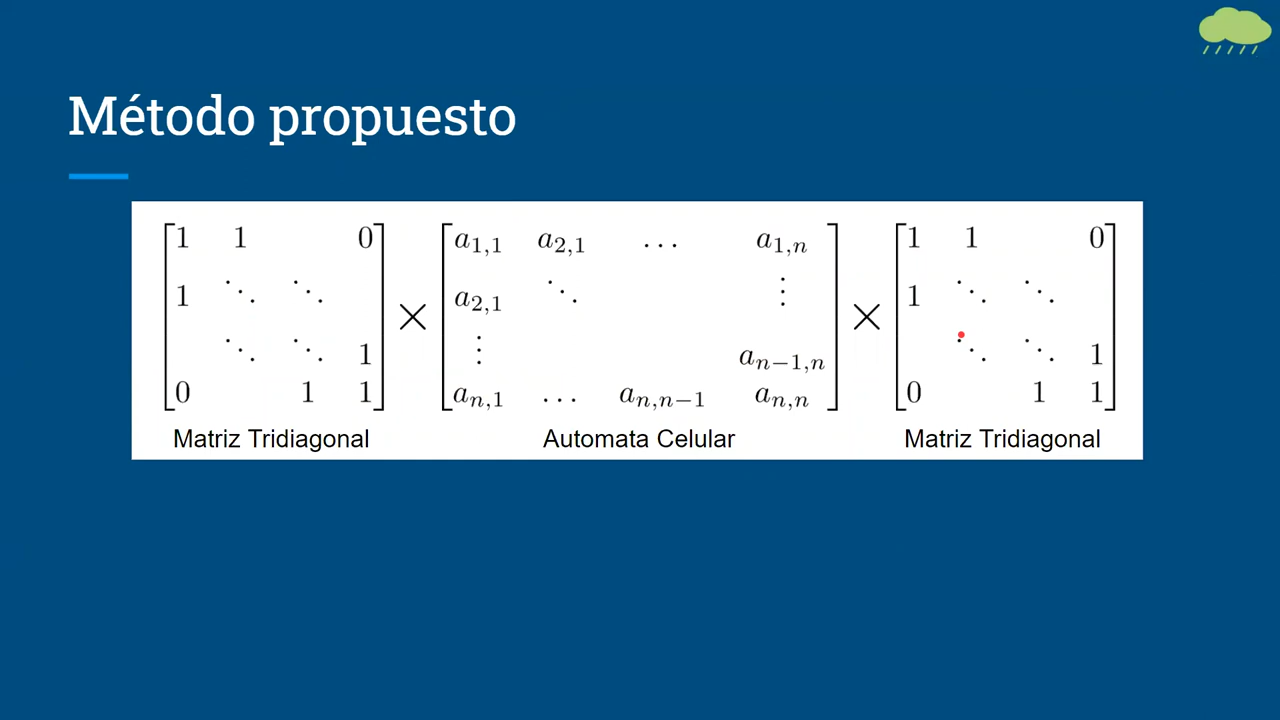 Método propuesto
[1 1 0
1 ⋱ ⋱
⋱ ⋱ 1
0 1 1]
×
[a_{1,1} a_{2,1} … a_{1,n}
a_{2,1} ⋱ ⋮
⋮ a_{n−1,n}
a_{n,1} … a_{n,n−1} a_{n,n}]
×
[1 1 0
1 ⋱ ⋱
⋱ ⋱ 1
0 1 1]
Matriz Tridiagonal
Automata Celular
Matriz Tridiagonal